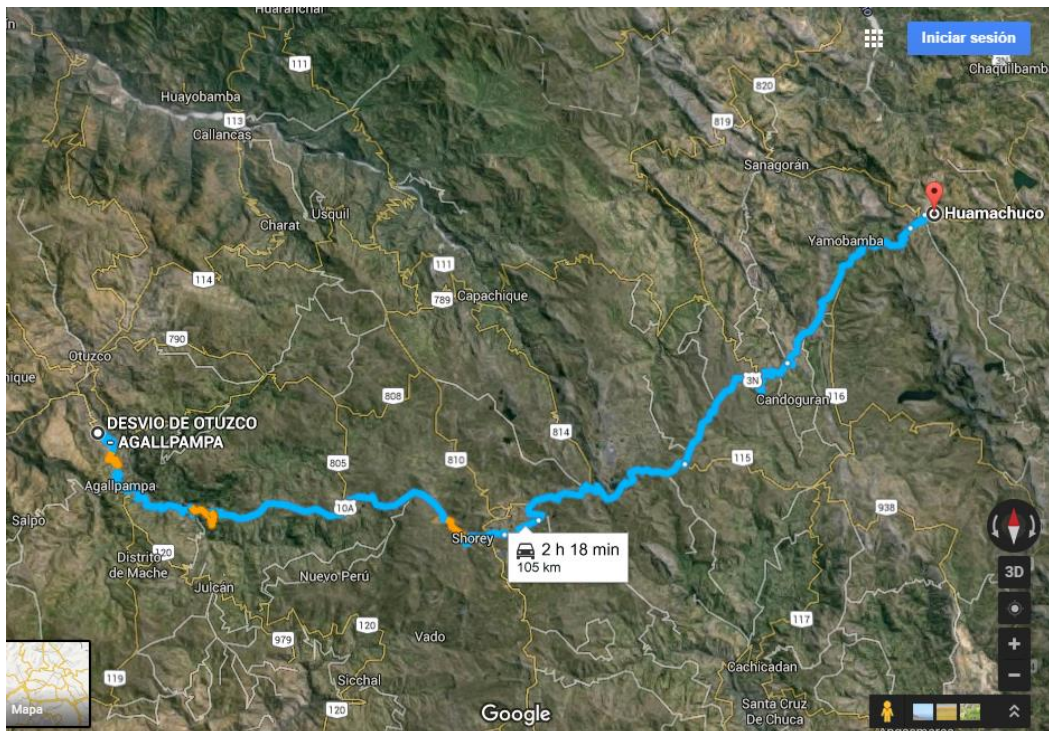 Huaranchal
Iniciar sesión
3N
Chaquilbamb
111
820
Huayobamba
113
Callancas
819
Sanagorán
Usquil
Charat
Huamachuco
Yamobamba
111
114
789
Capachique
790
Otuzco
nique
3N
808
Candoguran
116
DESVIO DE OTUZCO
- AGALLPAMPA
814
805
810
115
Agallpampa
10A
938
Salpo
Shorey
2 h 18 min
105 km
120
Distrito
de Mache
Nuevo Perú
3D
Julcán
120
117
979
Vado
Cachicadan
119
Sicchal
Mapa
120
Google
Santa Cruz
De Chuca